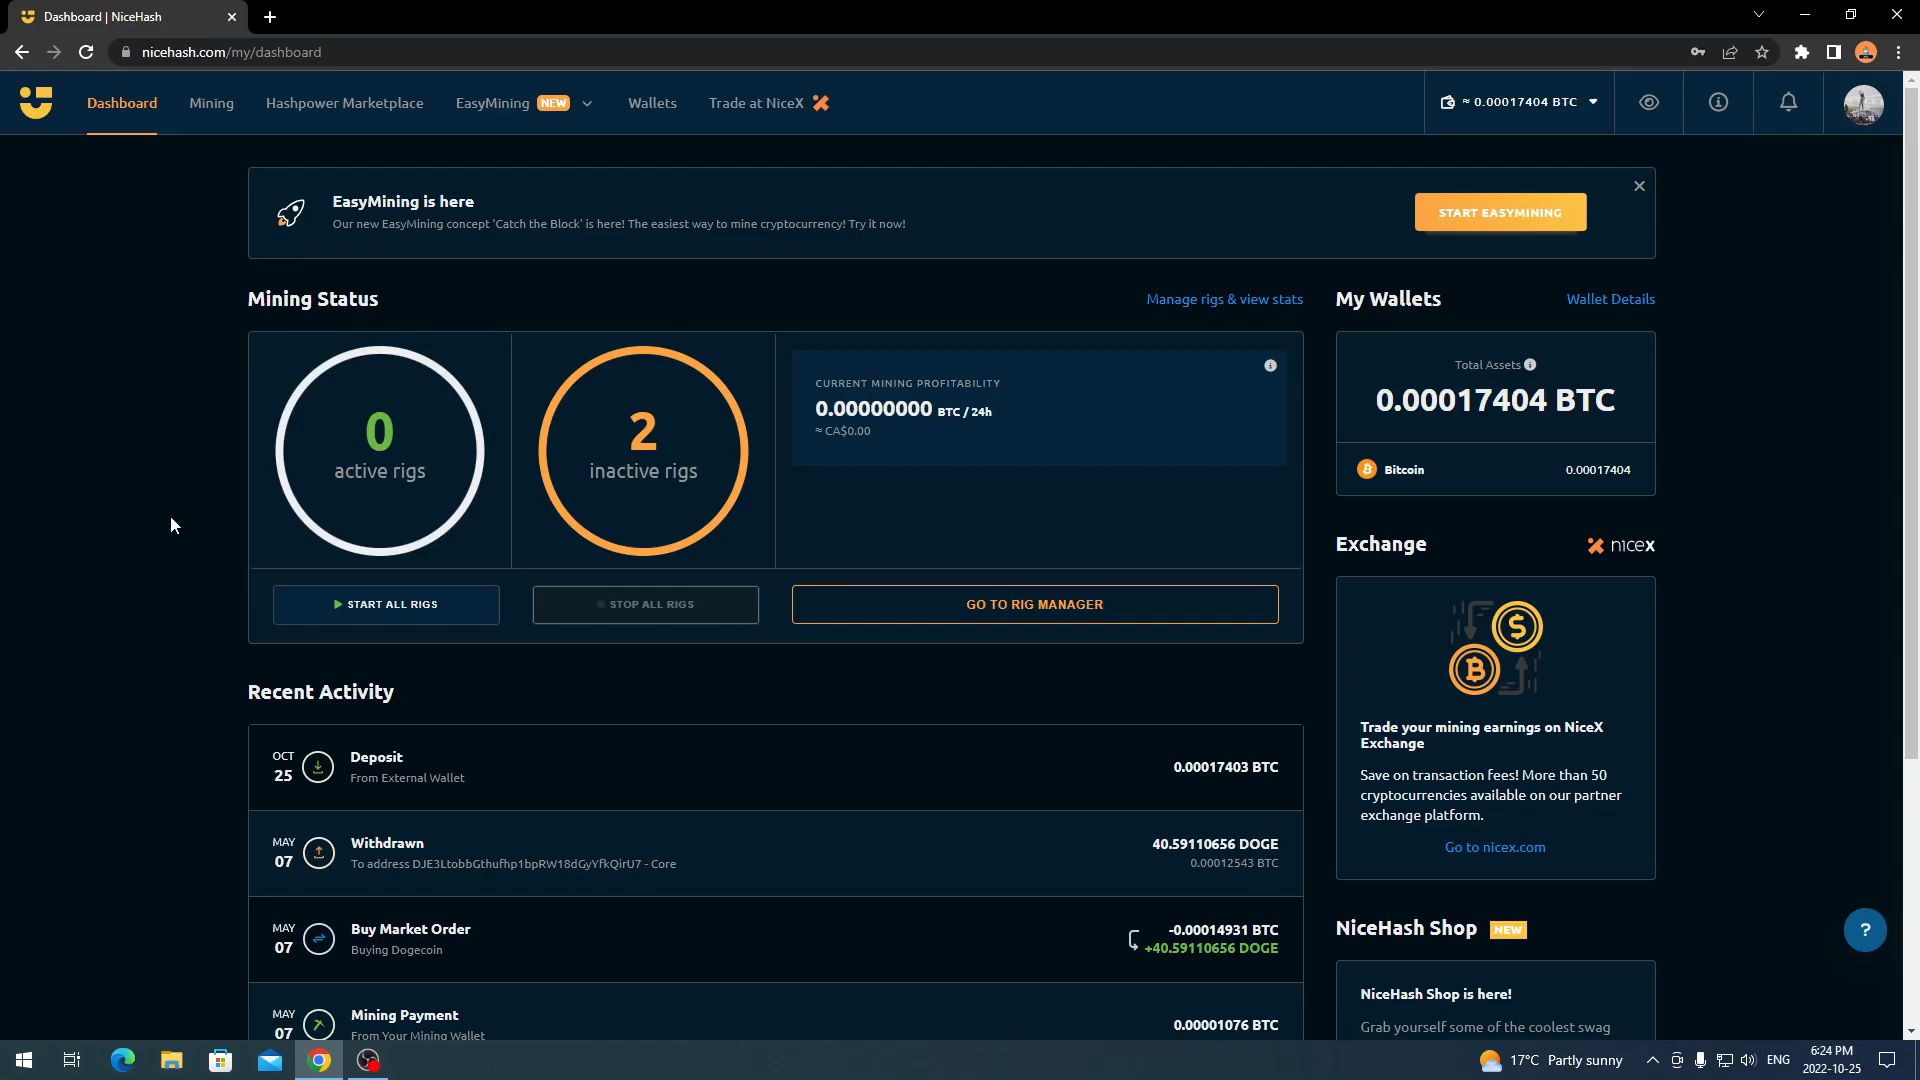 Dashboard | NiceHash
nicehash.com/my/dashboard
Dashboard
Mining
Hashpower Marketplace
EasyMining NEW
Wallets
Trade at NiceX
≈ 0.00017404 BTC
EasyMining is here
Our new EasyMining concept 'Catch the Block' is here! The easiest way to mine cryptocurrency! Try it now!
START EASYMINING
Mining Status
Manage rigs & view stats
0
active rigs
2
inactive rigs
CURRENT MINING PROFITABILITY
0.00000000 BTC / 24h
≈ CA$0.00
START ALL RIGS
STOP ALL RIGS
GO TO RIG MANAGER
My Wallets
Wallet Details
Total Assets
0.00017404 BTC
Bitcoin
0.00017404
Exchange
nicex
Trade your mining earnings on NiceX
Exchange
Save on transaction fees! More than 50
cryptocurrencies available on our partner
exchange platform.
Go to nicex.com
NiceHash Shop NEW
NiceHash Shop is here!
Grab yourself some of the coolest swag
Recent Activity
OCT
25
Deposit
From External Wallet
0.00017403 BTC
MAY
07
Withdrawn
To address DJE3LtobbGthufhp1bpRW18dGyYfkQirU7 - Core
40.59110656 DOGE
0.00012543 BTC
MAY
07
Buy Market Order
Buying Dogecoin
-0.00014931 BTC
+40.59110656 DOGE
MAY
07
Mining Payment
From Your Mining Wallet
0.00001076 BTC
?
17°C Partly sunny
ENG
6:24 PM
2022-10-25